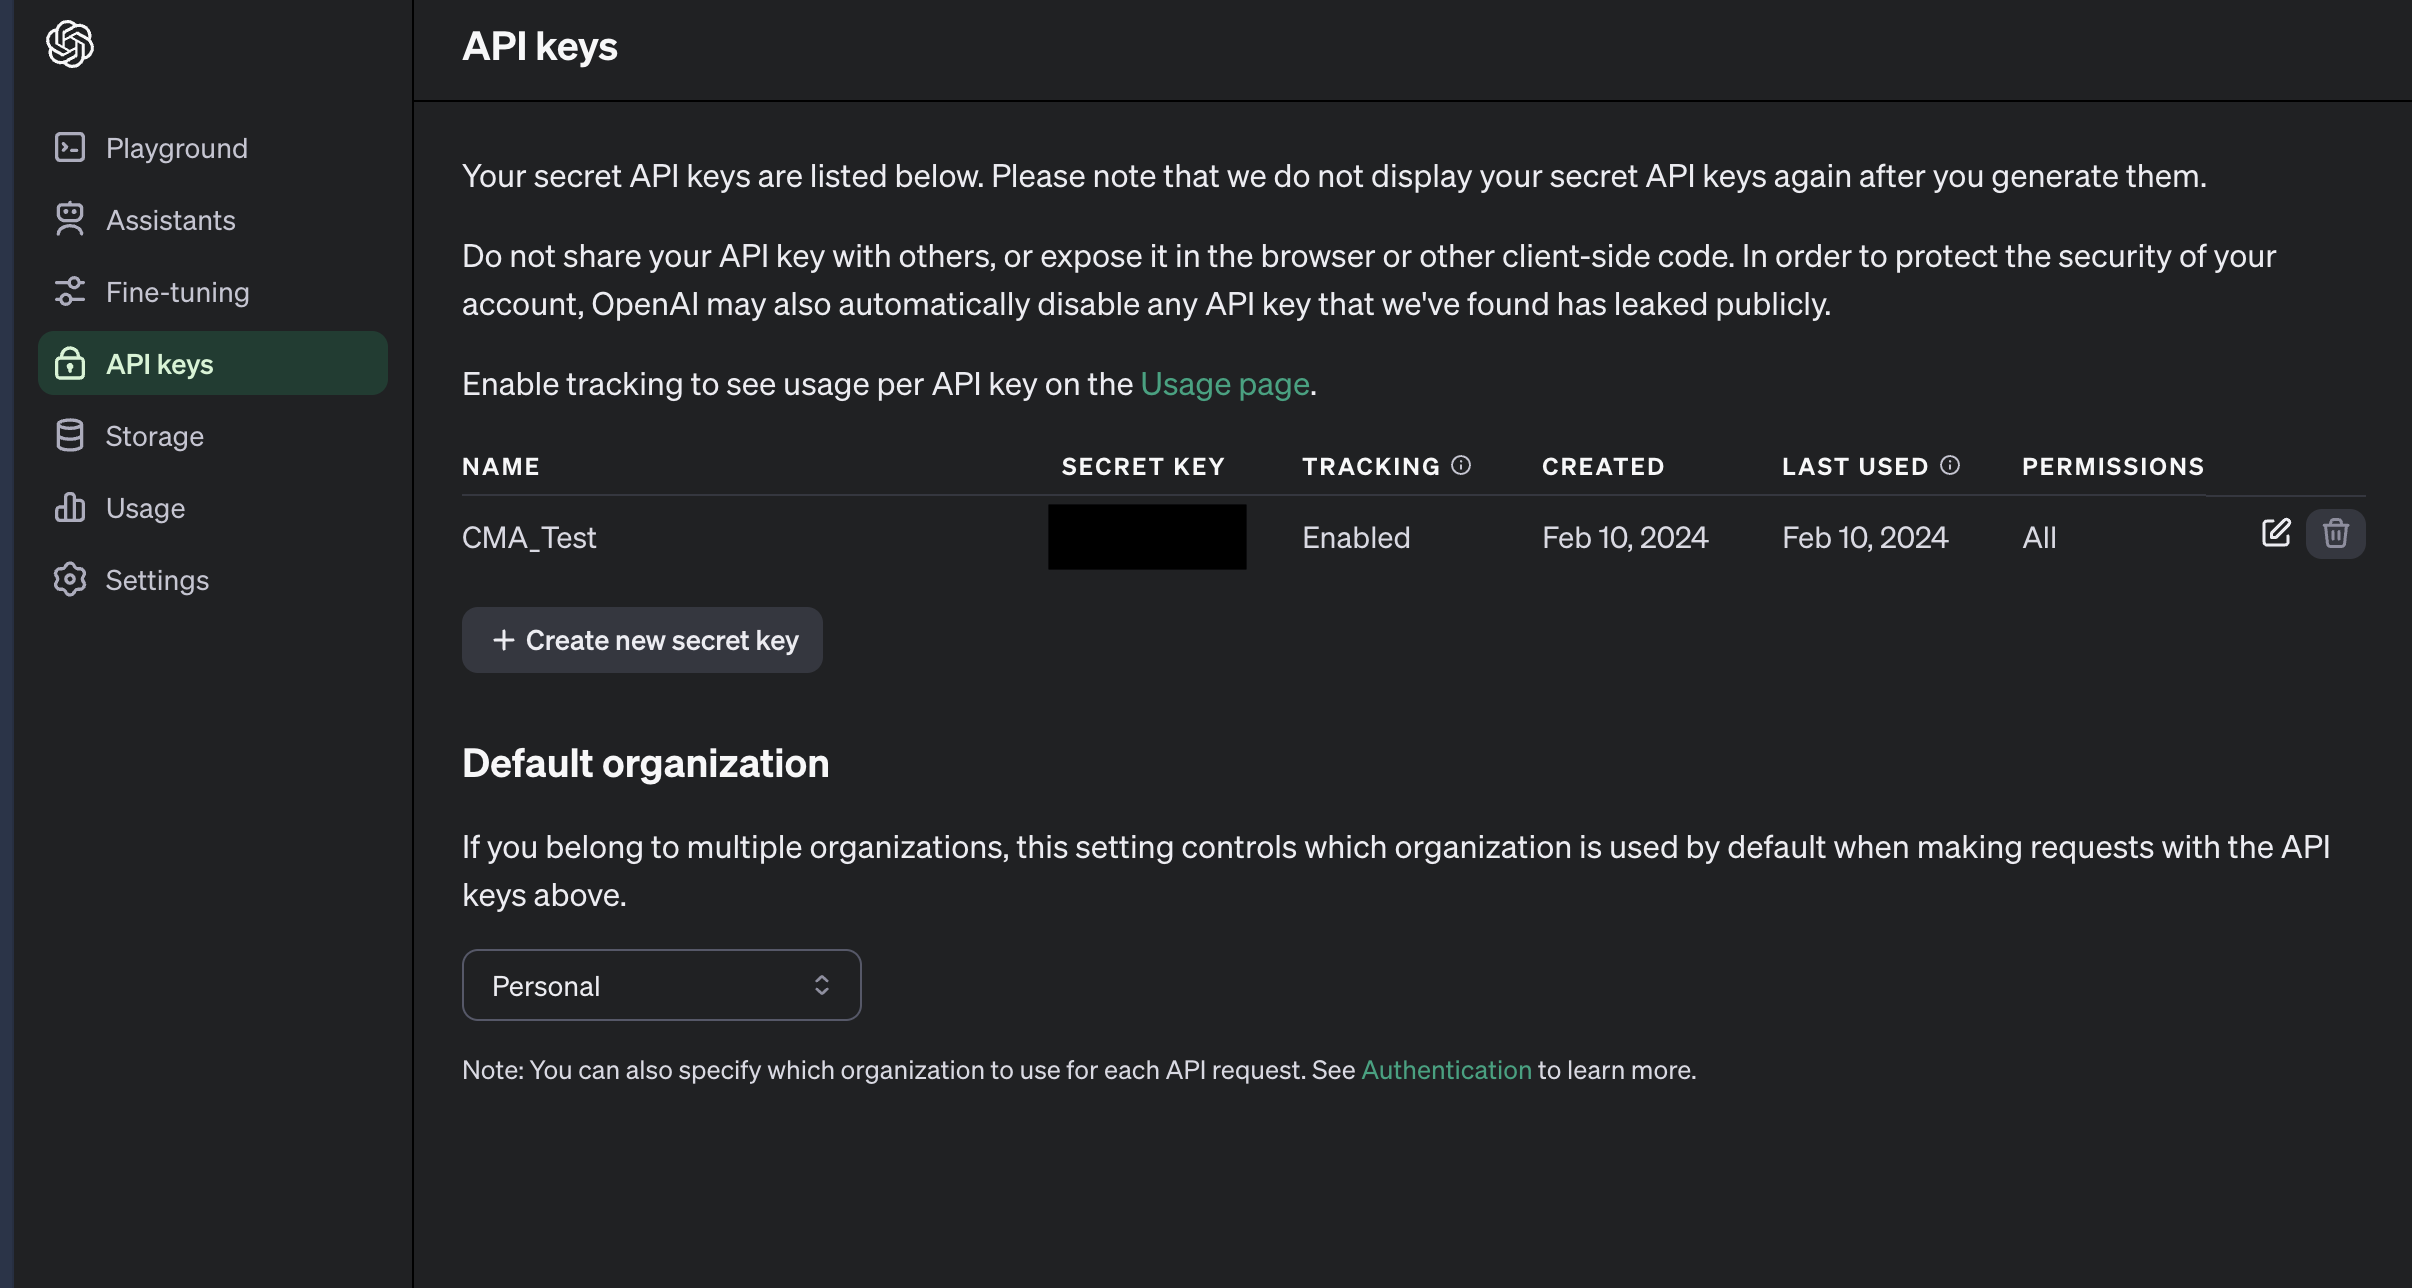 API keys
Playground
Assistants
Fine-tuning
API keys
Storage
Usage
Settings
Your secret API keys are listed below. Please note that we do not display your secret API keys again after you generate them.
Do not share your API key with others, or expose it in the browser or other client-side code. In order to protect the security of your
account, OpenAI may also automatically disable any API key that we've found has leaked publicly.
Enable tracking to see usage per API key on the Usage page.
NAME SECRET KEY TRACKING CREATED LAST USED PERMISSIONS
CMA_Test Enabled Feb 10, 2024 Feb 10, 2024 All
+ Create new secret key
Default organization
If you belong to multiple organizations, this setting controls which organization is used by default when making requests with the API
keys above.
Personal
Note: You can also specify which organization to use for each API request. See Authentication to learn more.